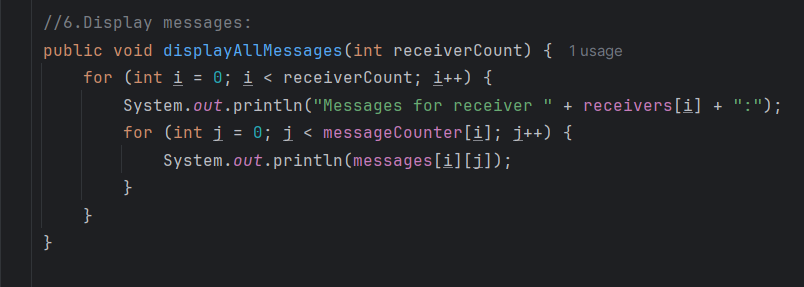 //6.Display messages:
public void displayAllMessages(int receiverCount) { 1 usage
for (int i = 0; i < receiverCount; i++) {
System.out.println("Messages for receiver " + receivers[i] + ":");
for (int j = 0; j < messageCounter[i]; j++) {
System.out.println(messages[i][j]);
}
}
}